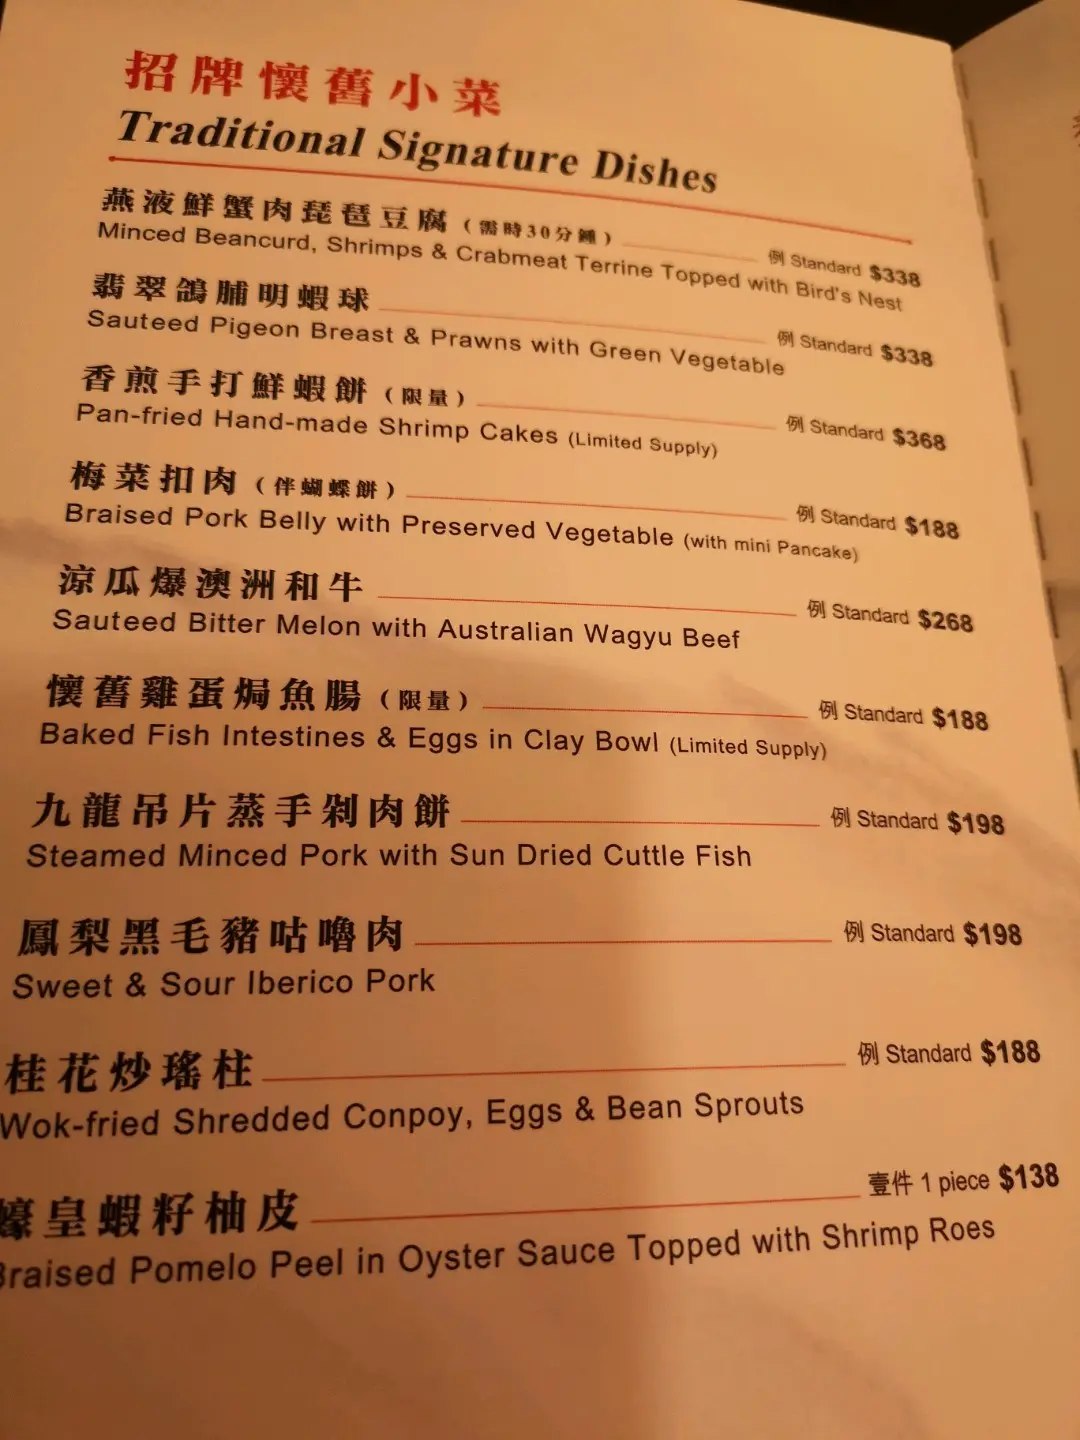 招牌懷舊小菜
Traditional Signature Dishes
燕液鮮蟹肉琵琶豆腐（需時30分鍾） 例 Standard $338
Minced Beancurd, Shrimps & Crabmeat Terrine Topped with Bird's Nest
翡翠鴿脯明蝦球 例 Standard $338
Sauteed Pigeon Breast & Prawns with Green Vegetable
香煎手打鮮蝦餅（限量） 例 Standard $368
Pan-fried Hand-made Shrimp Cakes (Limited Supply)
梅菜扣肉（伴蝴蝶餅） 例 Standard $188
Braised Pork Belly with Preserved Vegetable (with mini Pancake)
涼瓜爆澳洲和牛 例 Standard $268
Sauteed Bitter Melon with Australian Wagyu Beef
懷舊雞蛋焗魚腸（限量） 例 Standard $188
Baked Fish Intestines & Eggs in Clay Bowl (Limited Supply)
九龍吊片蒸手剁肉餅 例 Standard $198
Steamed Minced Pork with Sun Dried Cuttle Fish
鳳梨黑毛豬咕嚕肉 例 Standard $198
Sweet & Sour Iberico Pork
桂花炒瑤柱 例 Standard $188
Wok-fried Shredded Conpoy, Eggs & Bean Sprouts
蠔皇蝦籽柚皮 壹件 1 piece $138
Braised Pomelo Peel in Oyster Sauce Topped with Shrimp Roes